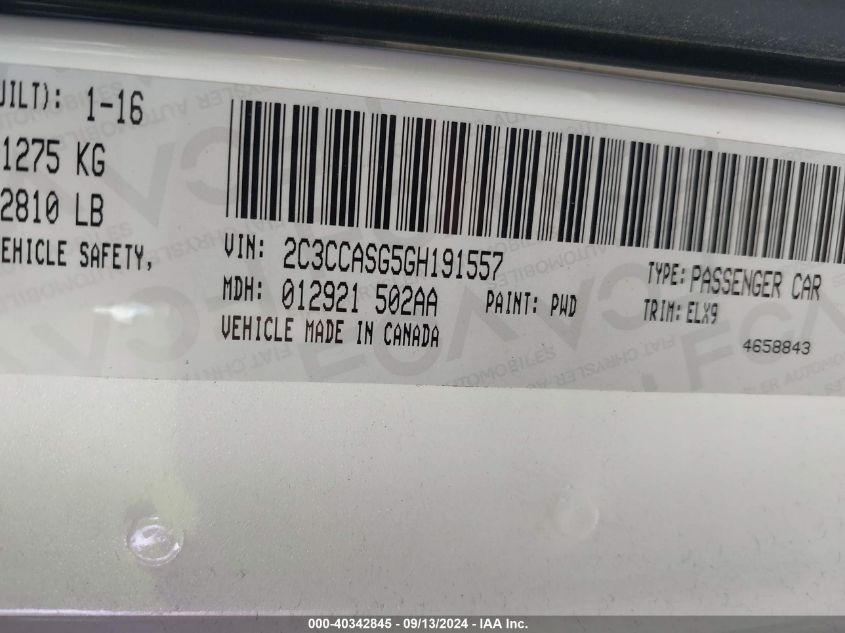 UILT): 1-16
1275 KG
2810 LB
EHICLE SAFETY,
VIN: 2C3CCASG5GH191557
TYPE: PASSENGER CAR
MDH: 012921 502AA PAINT: PWD
TRIM: ELX9
VEHICLE MADE IN CANADA
4658843
000-40342845 - 09/13/2024 - IAA Inc.